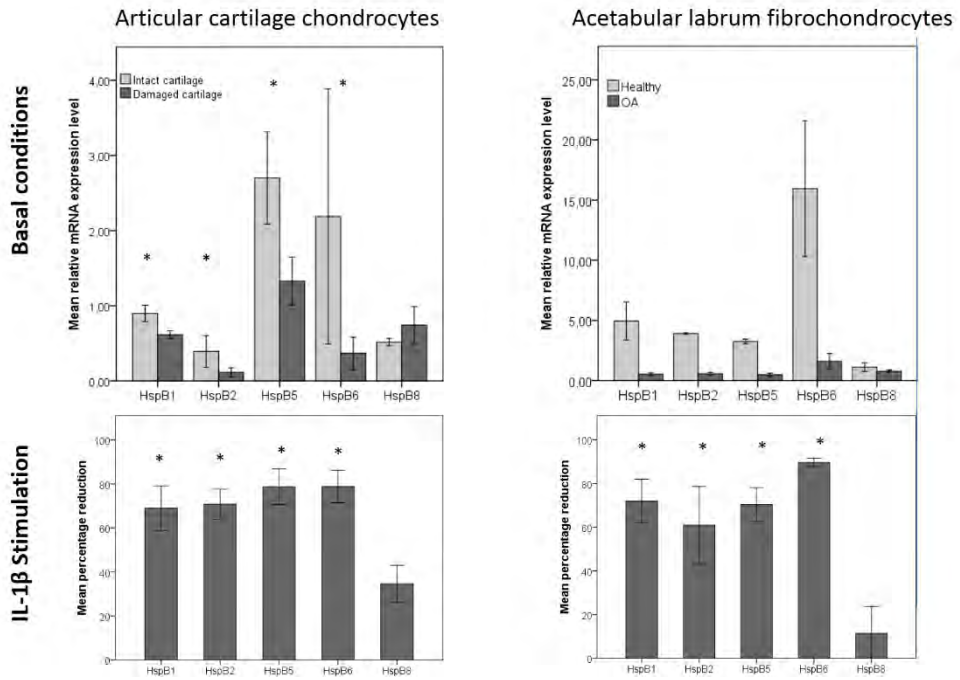 Articular cartilage chondrocytes
Acetabular labrum fibrochondrocytes
Basal conditions
Mean relative mRNA expression level
4,00
3,00
2,00
1,00
0,00
Intact cartilage
Damaged cartilage
*
*
*
*
HspB1 HspB2 HspB5 HspB6 HspB8
Mean relative mRNA expression level
25,00
20,00
15,00
10,00
5,00
0,00
Healthy
OA
HspB1 HspB2 HspB5 HspB6 HspB8
IL-1β Stimulation
Mean percentage reduction
100
80
60
40
20
0
*
*
*
*
HspB1 HspB2 HspB5 HspB6 HspB8
Mean percentage reduction
100
80
60
40
20
0
*
*
*
*
HspB1 HspB2 HspB5 HspB6 HspB8